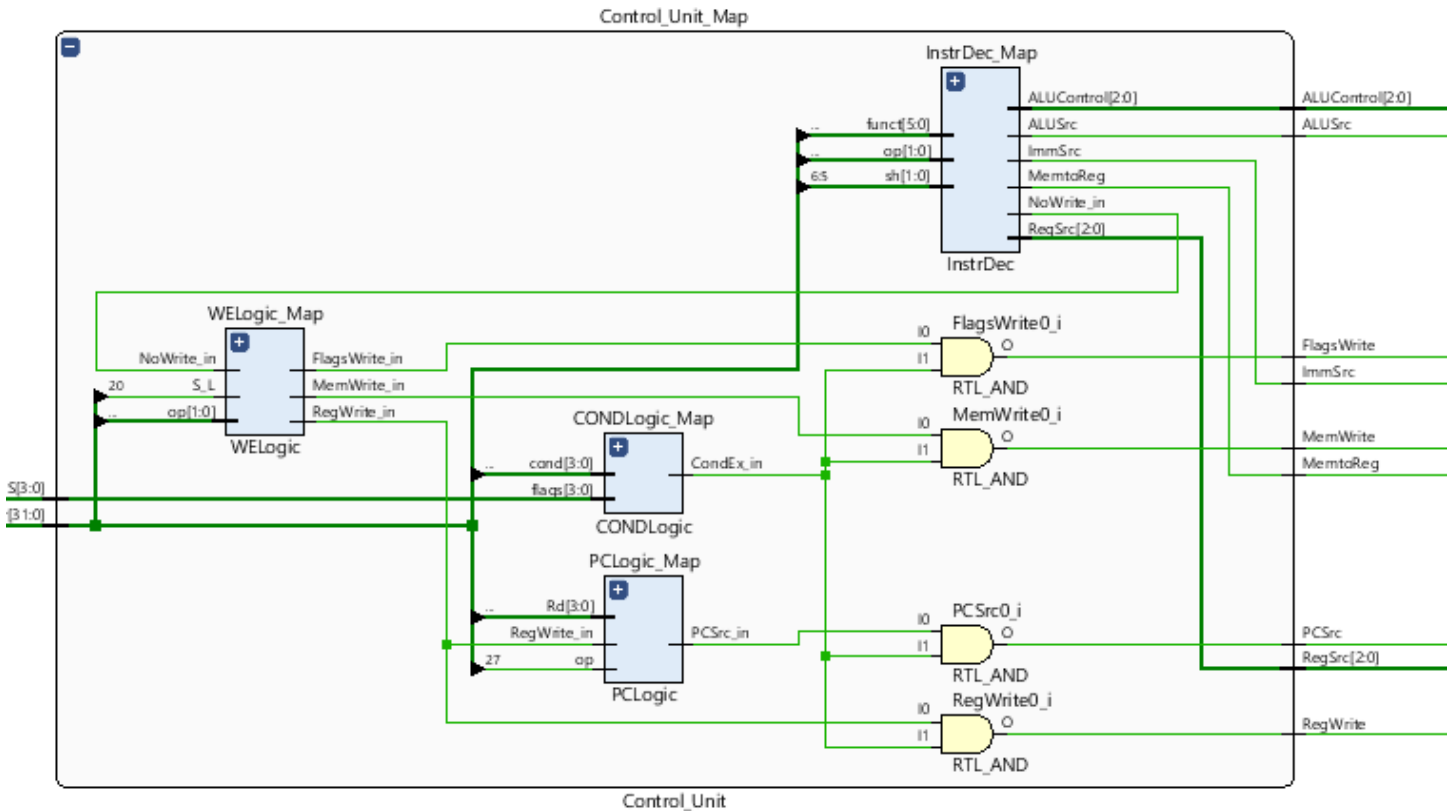 Control_Unit_Map
InstrDec_Map
ALUControl[2:0]
ALUControl[2:0]
.. funct[5:0]
ALUSrc
ALUSrc
.. op[1:0]
ImmSrc
6:5 sh[1:0]
MemtoReg
NoWrite_in
RegSrc[2:0]
InstrDec
WELogic_Map
NoWrite_in
FlagsWrite_in
20 S_L
MemWrite_in
.. op[1:0]
RegWrite_in
WELogic
FlagsWrite0_i
I0
O
I1
RTL_AND
FlagsWrite
ImmSrc
CONDLogic_Map
.. cond[3:0]
CondEx_in
flags[3:0]
CONDLogic
MemWrite0_i
I0
O
I1
RTL_AND
MemWrite
MemtoReg
S[3:0]
[31:0]
PCLogic_Map
.. Rd[3:0]
RegWrite_in
PCSrc_in
27 op
PCLogic
PCSrc0_i
I0
O
I1
RTL_AND
PCSrc
RegSrc[2:0]
RegWrite0_i
I0
O
I1
RTL_AND
RegWrite
Control_Unit